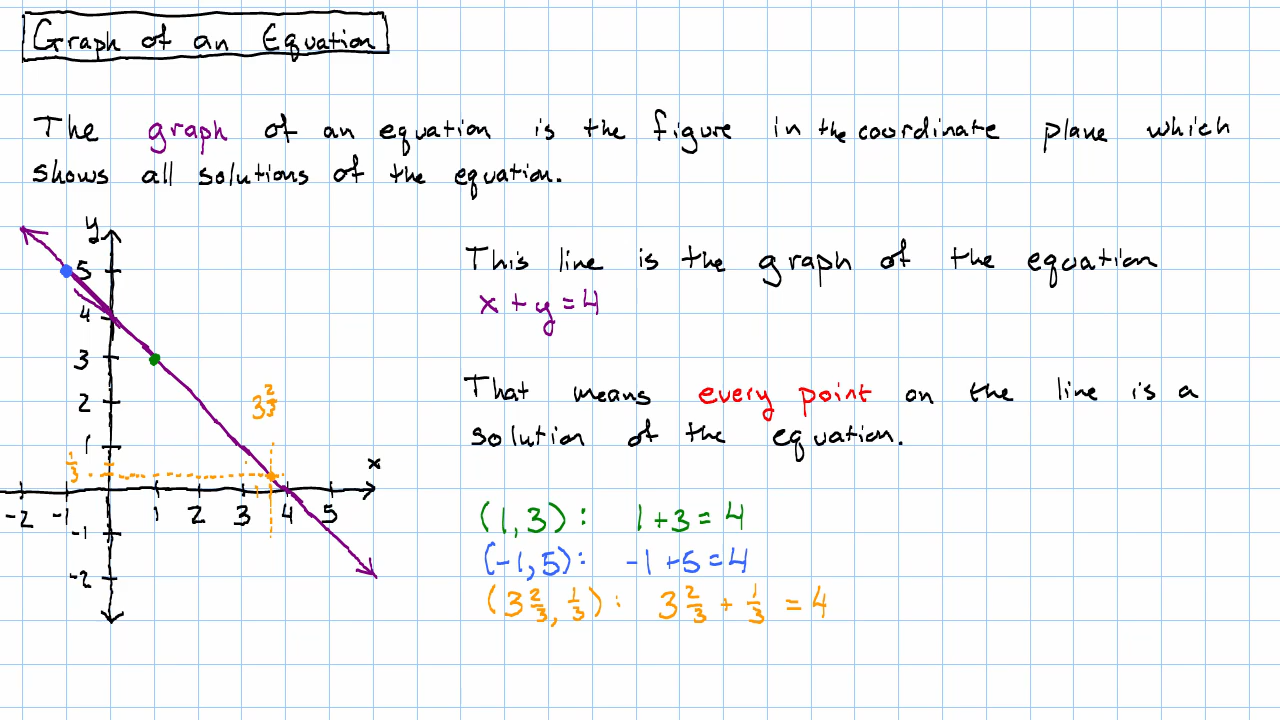 Graph of an Equation
The graph of an equation is the figure in the coordinate plane which
shows all solutions of the equation.
y
5
4
3
2
1
-1
-2
x
-2 -1 1 2 3 4 5
3 2/3
1/3
This line is the graph of the equation
x + y = 4
That means every point on the line is a
solution of the equation.
(1, 3): 1 + 3 = 4
(-1, 5): -1 + 5 = 4
(3 2/3, 1/3): 3 2/3 + 1/3 = 4